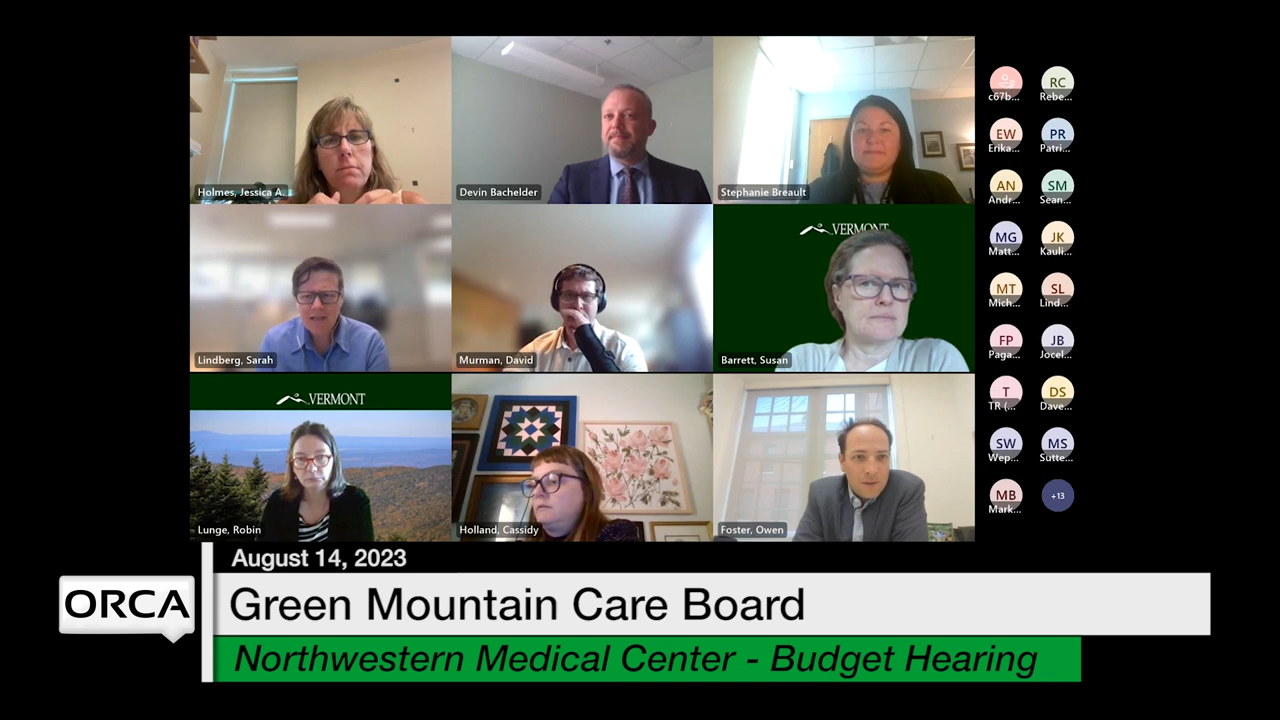 Holmes, Jessica A.
Devin Bachelder
Stephanie Breault
Lindberg, Sarah
Murman, David
VERMONT
Barrett, Susan
VERMONT
Lunge, Robin
Holland, Cassidy
Foster, Owen
c67b...
RC
Rebe...
EW
Erika...
PR
Patri...
AN
Andr...
SM
Sean...
MG
Matt...
JK
Kauli...
MT
Mich...
SL
Lind...
FP
Paga...
JB
Jocel...
T
TR (...
DS
Dave...
SW
Wep...
MS
Sutte...
MB
Mark...
+13
August 14, 2023
ORCA
Green Mountain Care Board
Northwestern Medical Center - Budget Hearing